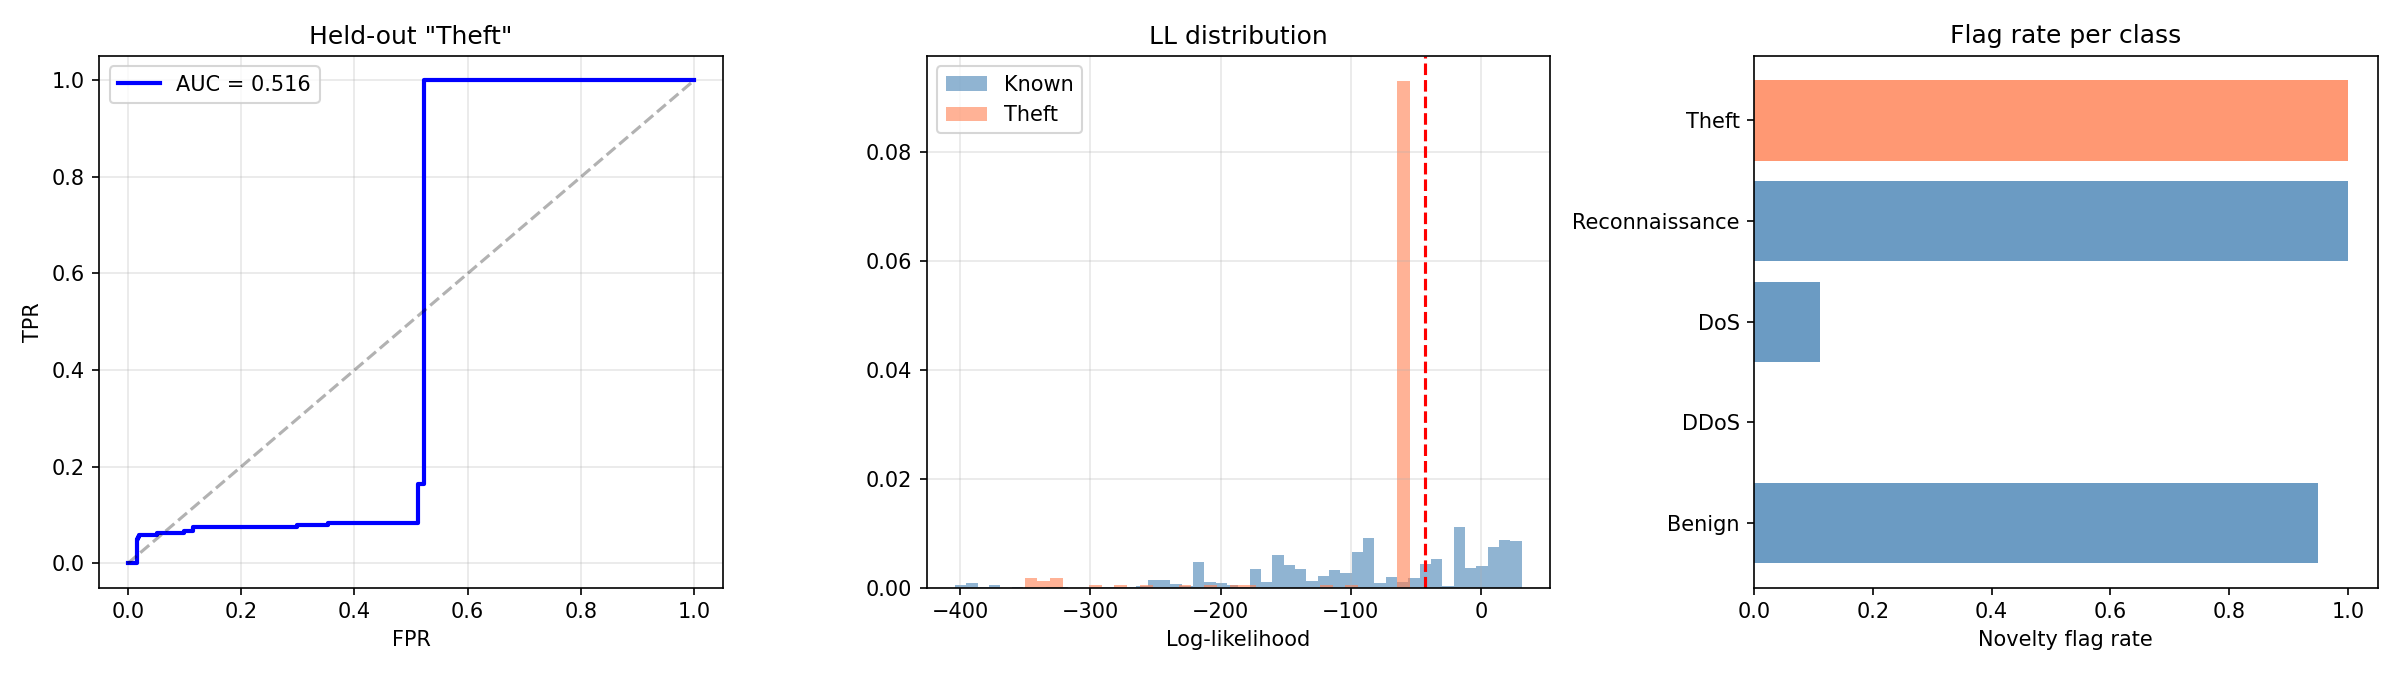 Held-out "Theft"
AUC = 0.516
1.0
0.8
0.6
0.4
0.2
0.0
TPR
0.0 0.2 0.4 0.6 0.8 1.0
FPR
LL distribution
Known
Theft
0.08
0.06
0.04
0.02
0.00
−400 −300 −200 −100 0
Log-likelihood
Flag rate per class
Theft
Reconnaissance
DoS
DDoS
Benign
0.0 0.2 0.4 0.6 0.8 1.0
Novelty flag rate